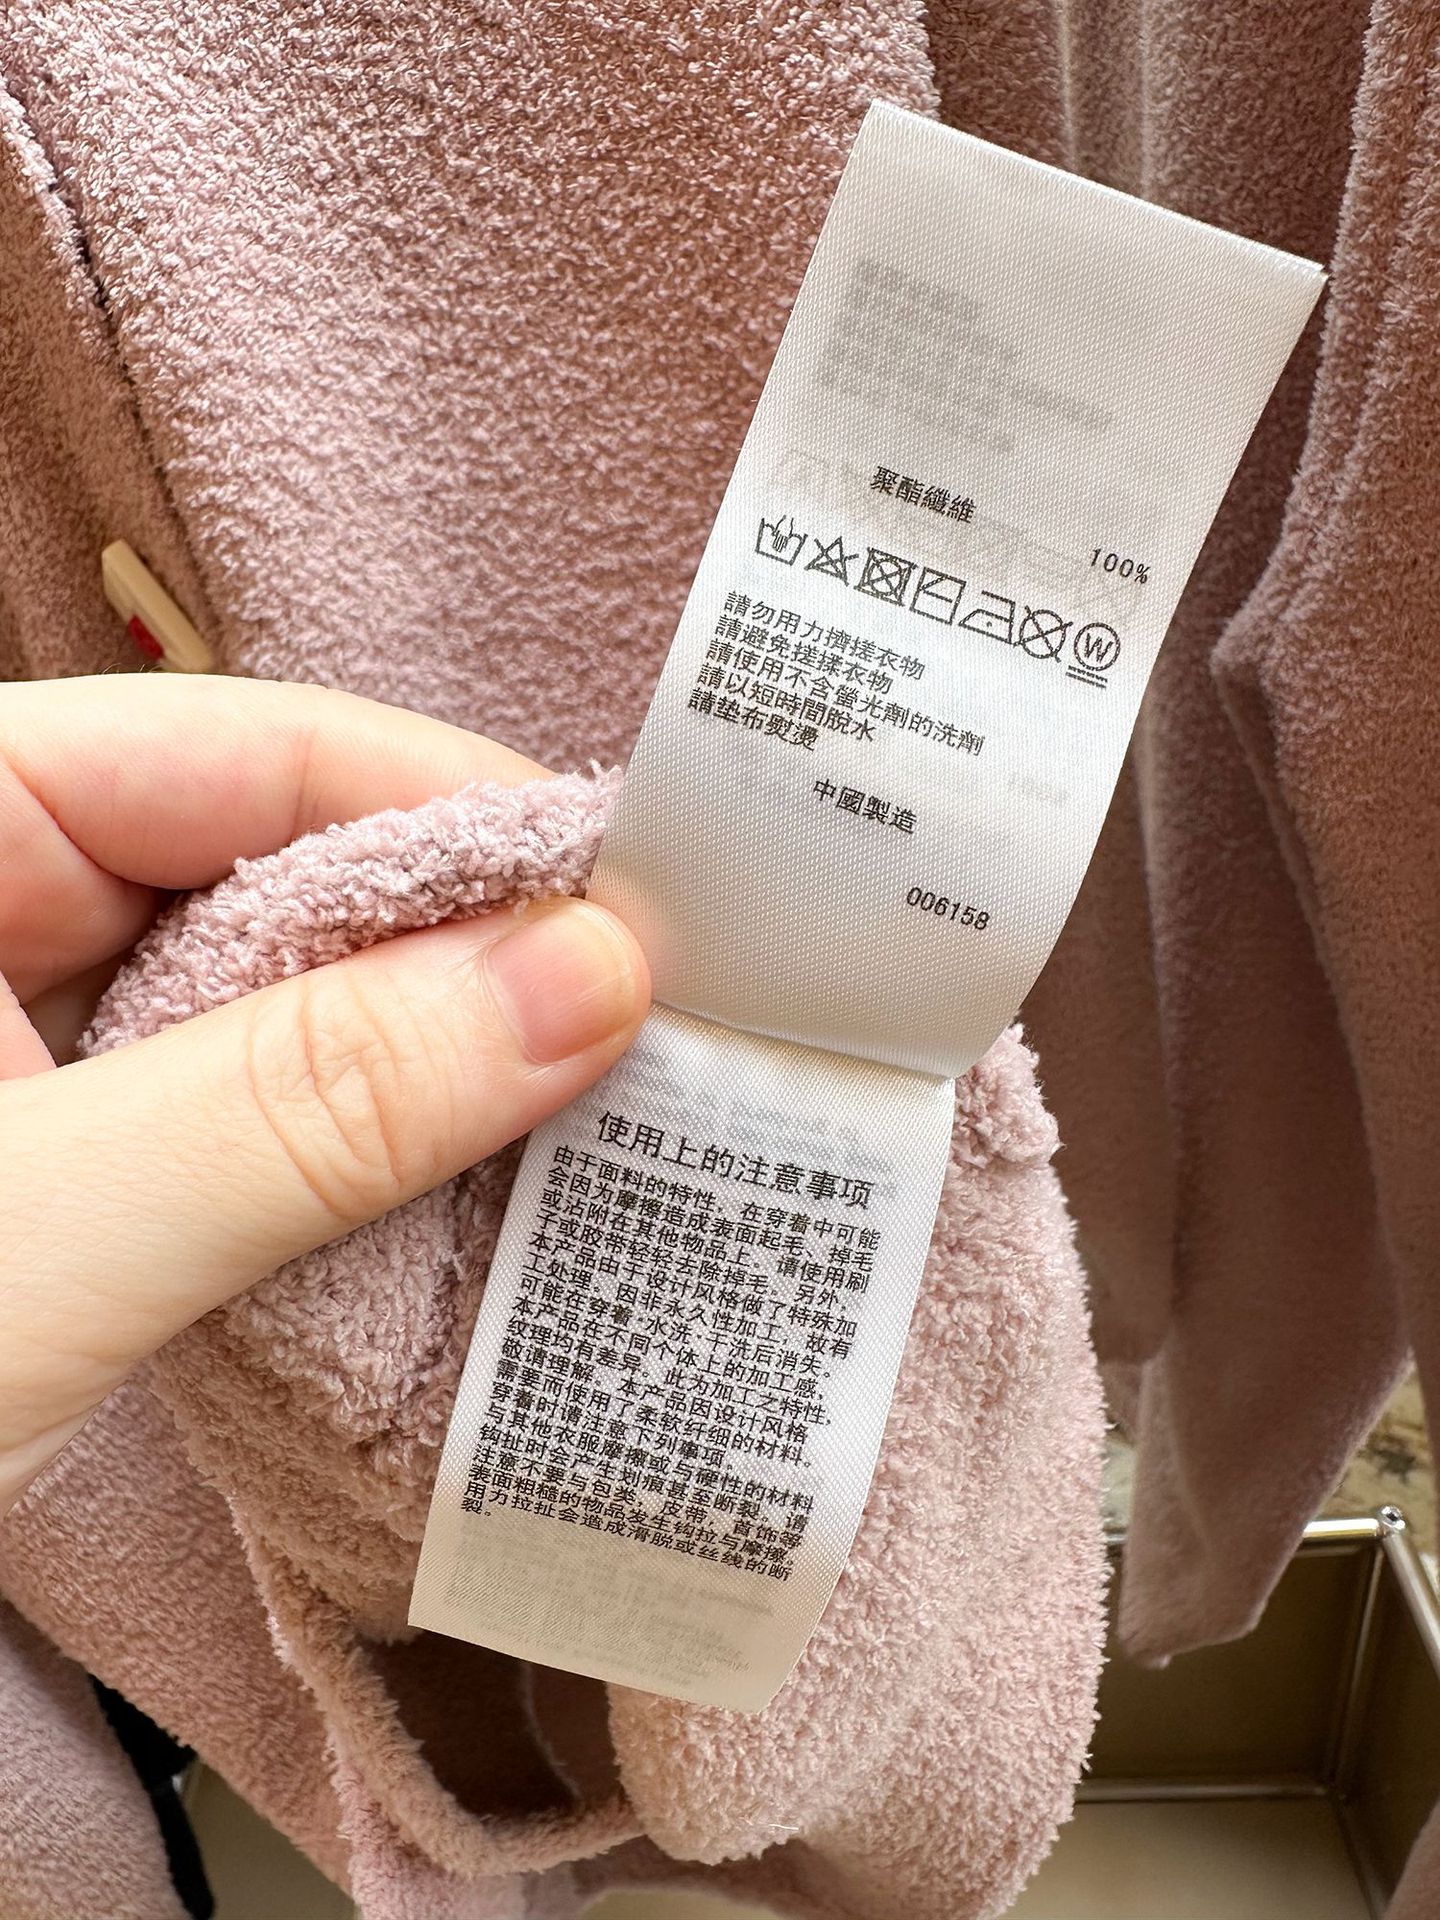 聚酯纖維
100%
W
請勿用力擠搓衣物
請避免搓揉衣物
請使用不含螢光劑的洗劑
請以短時間脫水
請垫布熨燙
中國製造
006158
使用上的注意事项
由于面料的特性，在穿着中可能
会因为摩擦造成表面起毛、掉毛
或沾附在其他物品上。请使用刷
子或胶带轻轻去除掉毛。另外，
本产品由于设计风格做了特殊加
工处理。因非永久性加工，故有
可能在穿着·水洗·干洗后消失。
本产品在不同个体上的加工感，
纹理均有差异。此为加工之特性，
敬请理解。本产品因设计风格
需要而使用了柔软纤细的材料。
穿着时请注意下列事项。
与其他衣服摩擦或与硬性的材料
钩扯时会产生划痕甚至断裂。请
注意不要与包类，皮带，首饰等
表面粗糙的物品发生钩拉与摩擦。
用力拉扯会造成滑脱或丝线的断
裂。